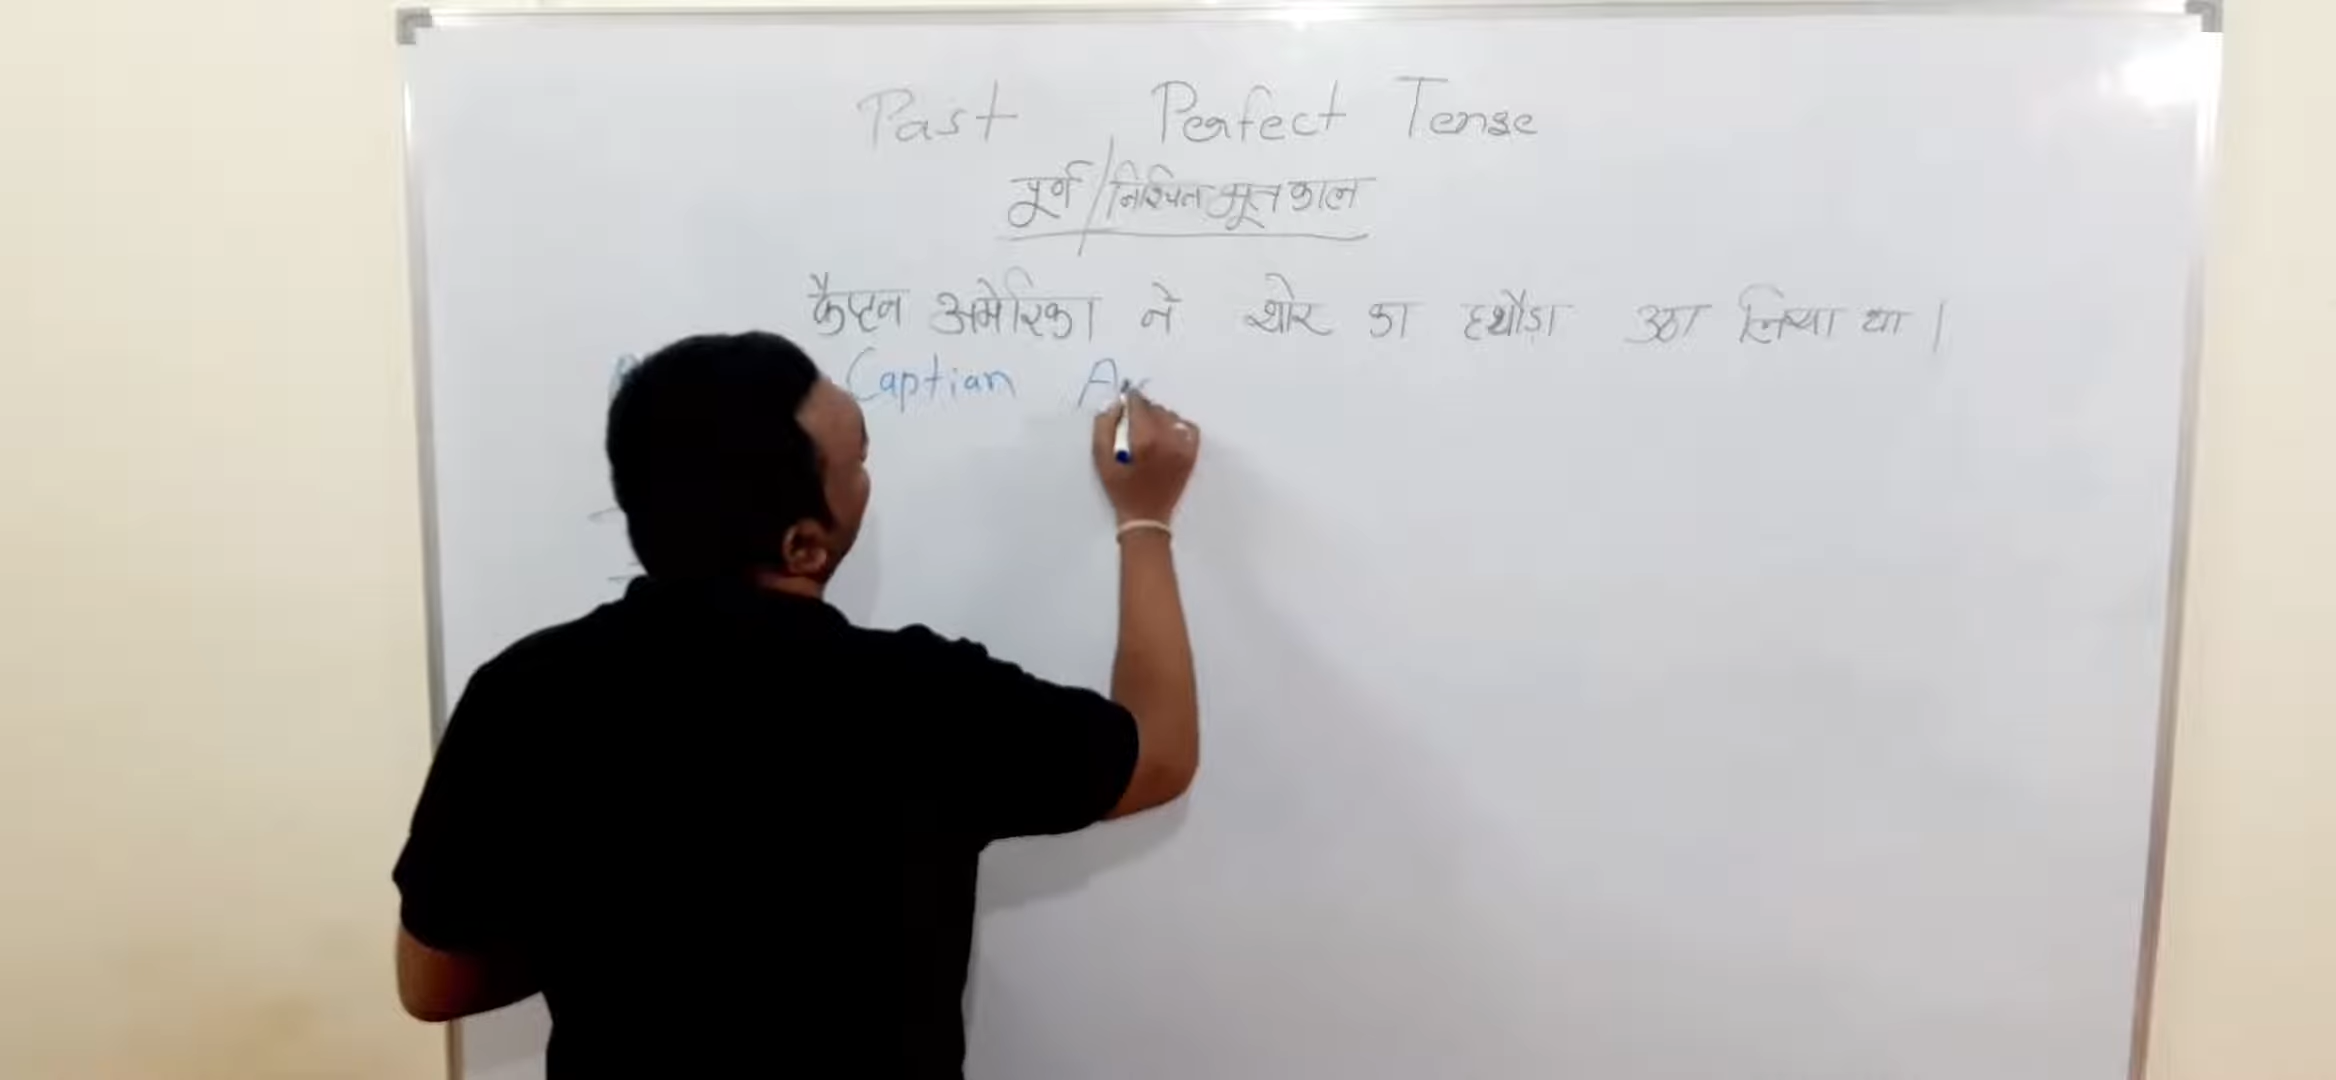 Past Perfect Tense
पूर्ण/निश्चित भूतकाल
कैप्टन अमेरिका ने थोर का हथौड़ा उठा लिया था।
Captian A